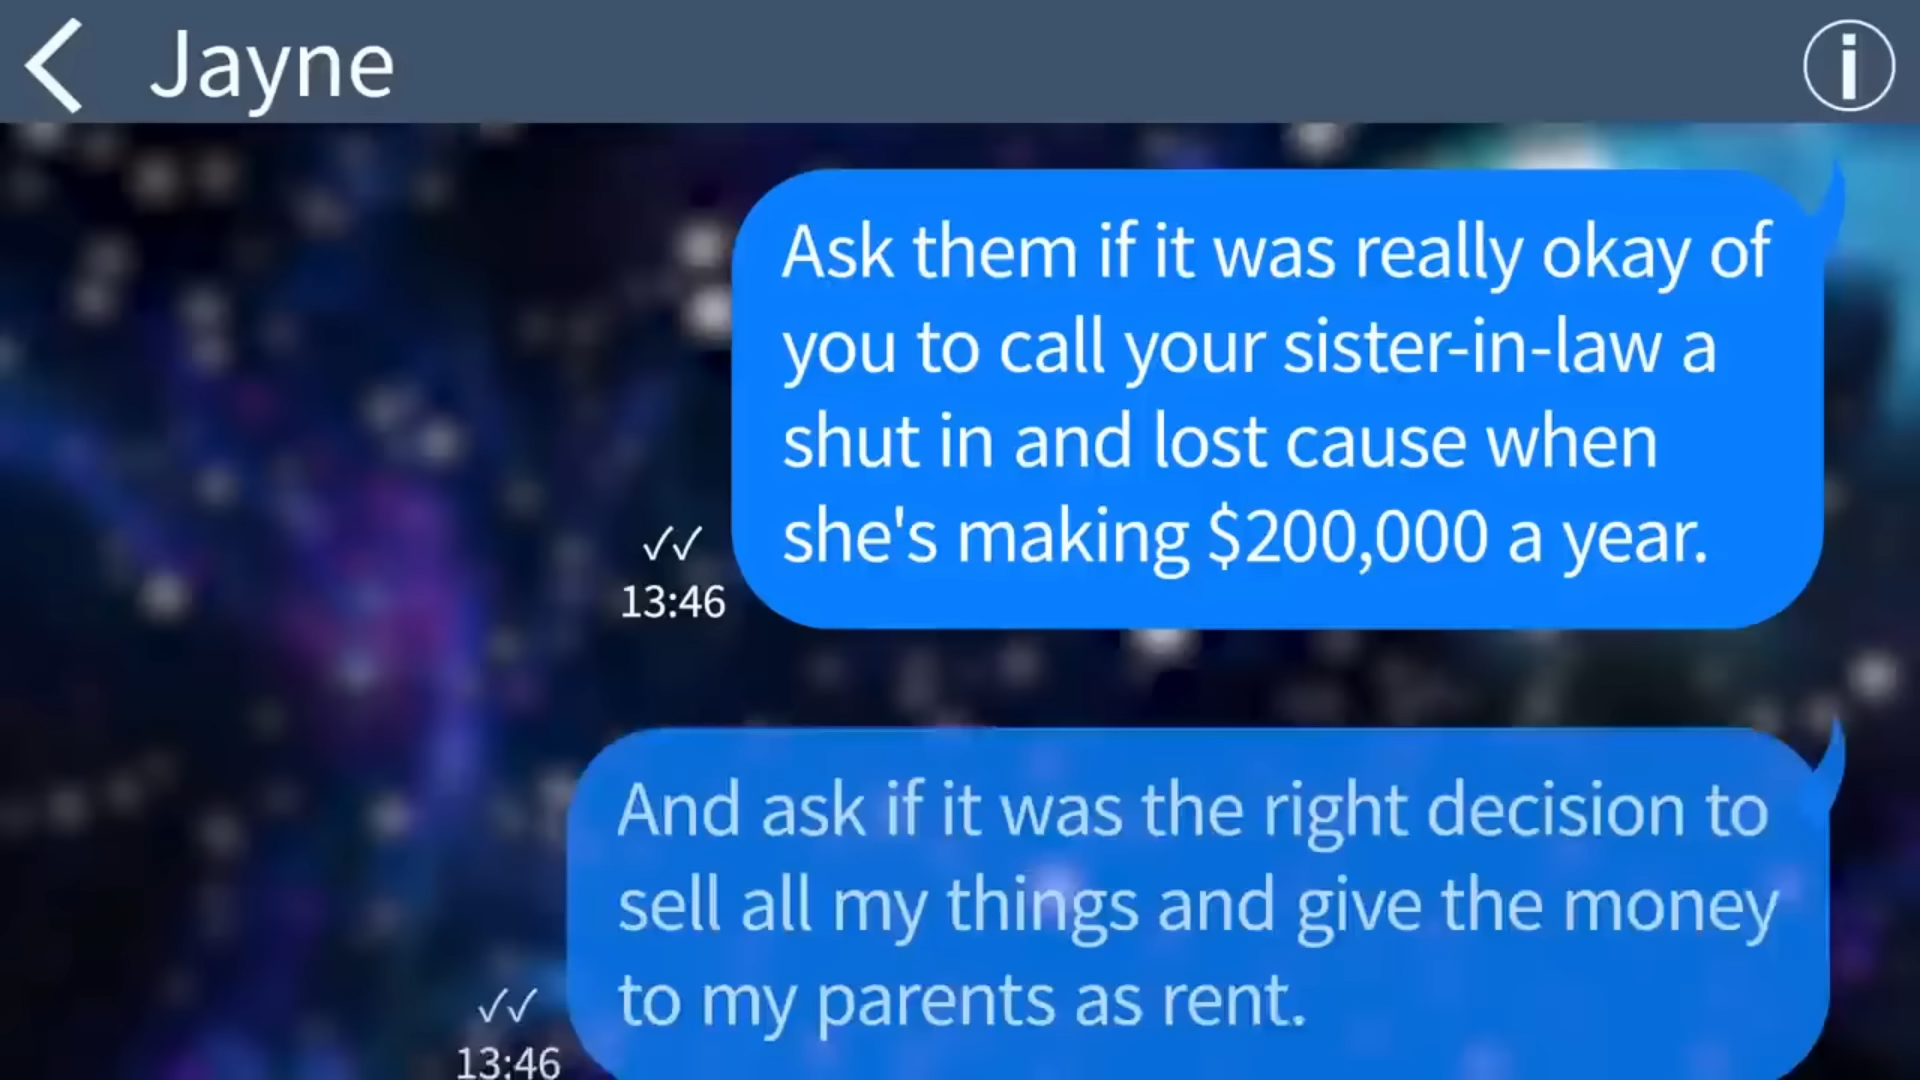 Jayne
Ask them if it was really okay of
you to call your sister-in-law a
shut in and lost cause when
she's making $200,000 a year.
13:46
And ask if it was the right decision to
sell all my things and give the money
to my parents as rent.
13:46